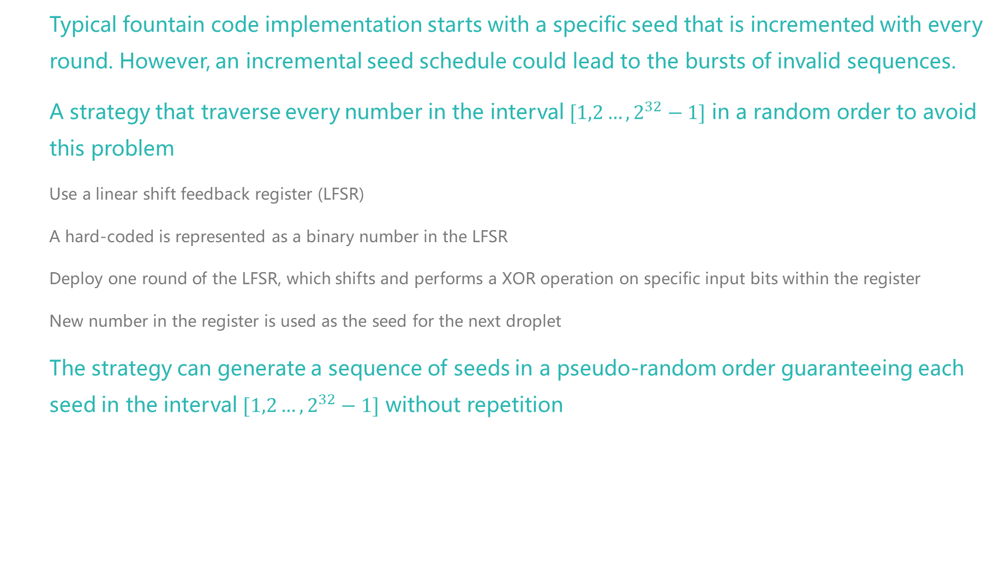 Typical fountain code implementation starts with a specific seed that is incremented with every
round. However, an incremental seed schedule could lead to the bursts of invalid sequences.
A strategy that traverse every number in the interval [1,2 … , 2³² − 1] in a random order to avoid
this problem
Use a linear shift feedback register (LFSR)
A hard-coded is represented as a binary number in the LFSR
Deploy one round of the LFSR, which shifts and performs a XOR operation on specific input bits within the register
New number in the register is used as the seed for the next droplet
The strategy can generate a sequence of seeds in a pseudo-random order guaranteeing each
seed in the interval [1,2 … , 2³² − 1] without repetition